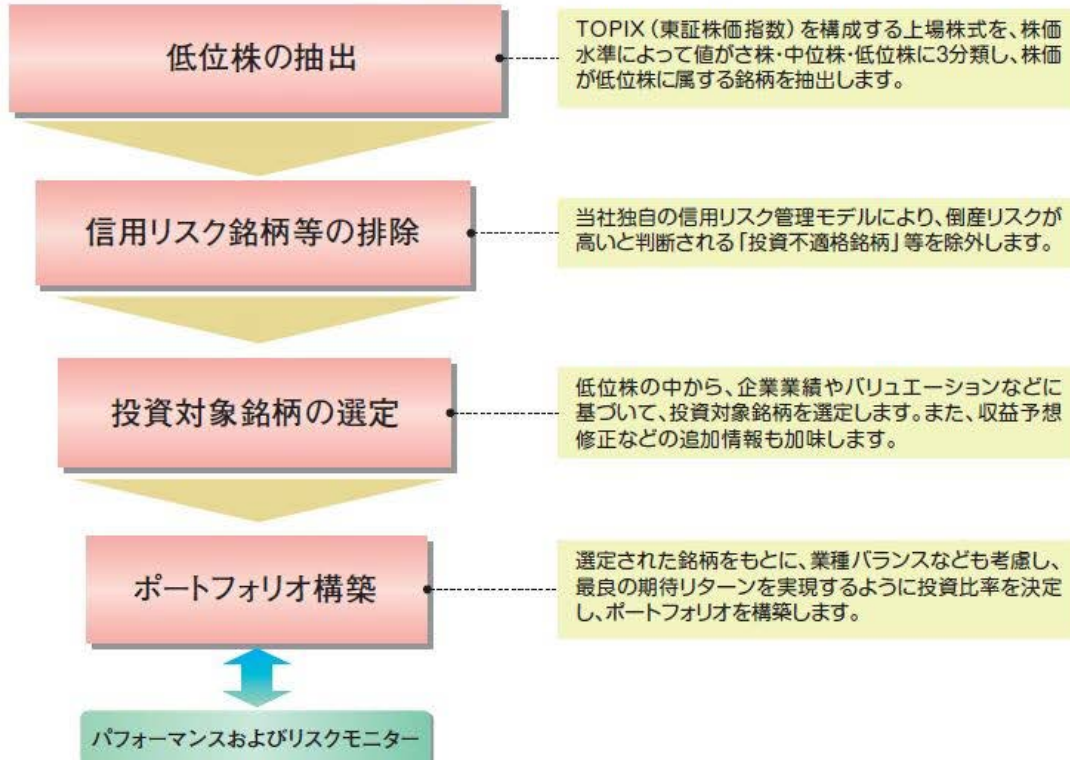 低位株の抽出
TOPIX（東証株価指数）を構成する上場株式を、株価
水準によって値がさ株・中位株・低位株に3分類し、株価
が低位株に属する銘柄を抽出します。
信用リスク銘柄等の排除
当社独自の信用リスク管理モデルにより、倒産リスクが
高いと判断される「投資不適格銘柄」等を除外します。
投資対象銘柄の選定
低位株の中から、企業業績やバリュエーションなどに
基づいて、投資対象銘柄を選定します。また、収益予想
修正などの追加情報も加味します。
ポートフォリオ構築
選定された銘柄をもとに、業種バランスなども考慮し、
最良の期待リターンを実現するように投資比率を決定
し、ポートフォリオを構築します。
パフォーマンスおよびリスクモニター